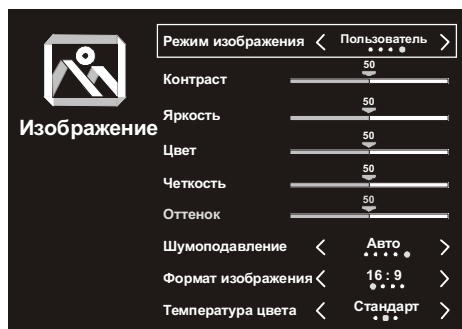 Изображение
Режим изображения Пользователь
Контраст 50
Яркость 50
Цвет 50
Четкость 50
Оттенок 50
Шумоподавление Авто
Формат изображения 16 : 9
Температура цвета Стандарт